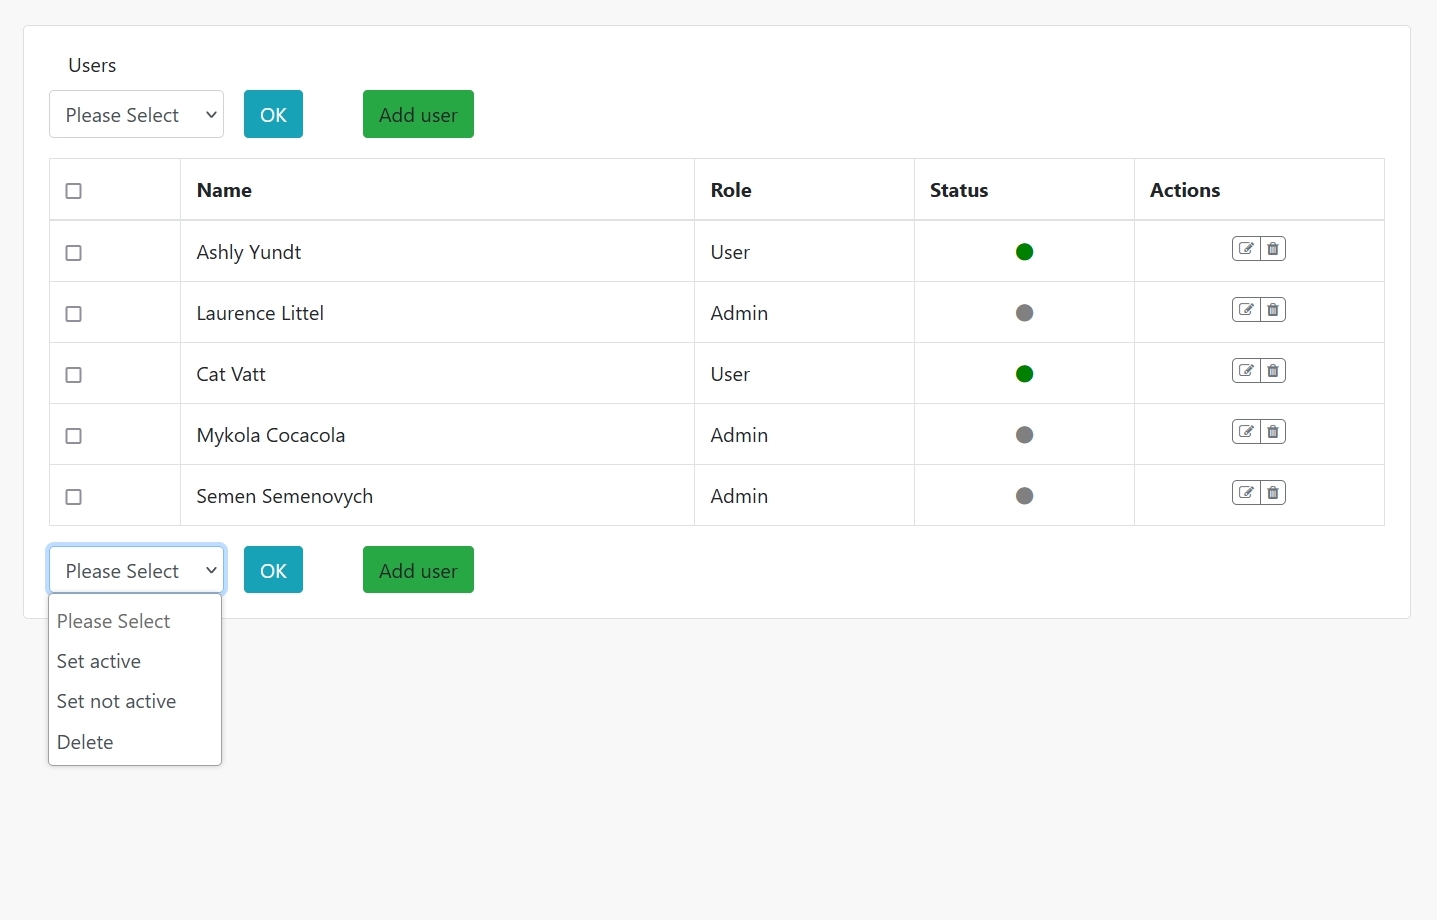 Users
Please Select OK Add user
Name Role Status Actions
Ashly Yundt User
Laurence Littel Admin
Cat Vatt User
Mykola Cocacola Admin
Semen Semenovych Admin
Please Select OK Add user
Please Select
Set active
Set not active
Delete